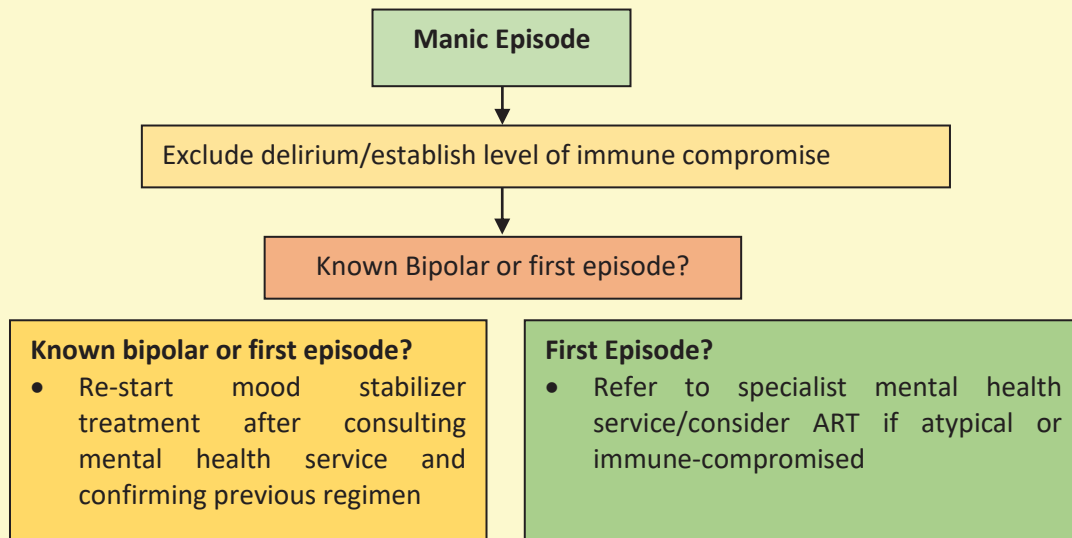 Manic Episode
Exclude delirium/establish level of immune compromise
Known Bipolar or first episode?
Known bipolar or first episode?
• Re-start mood stabilizer
treatment after consulting
mental health service and
confirming previous regimen
First Episode?
• Refer to specialist mental health
service/consider ART if atypical or
immune-compromised